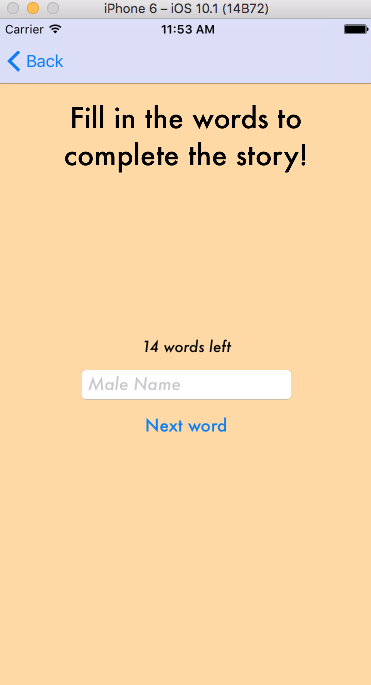 iPhone 6 – iOS 10.1 (14B72)
Carrier 11:53 AM
Back
Fill in the words to
complete the story!
14 words left
Male Name
Next word